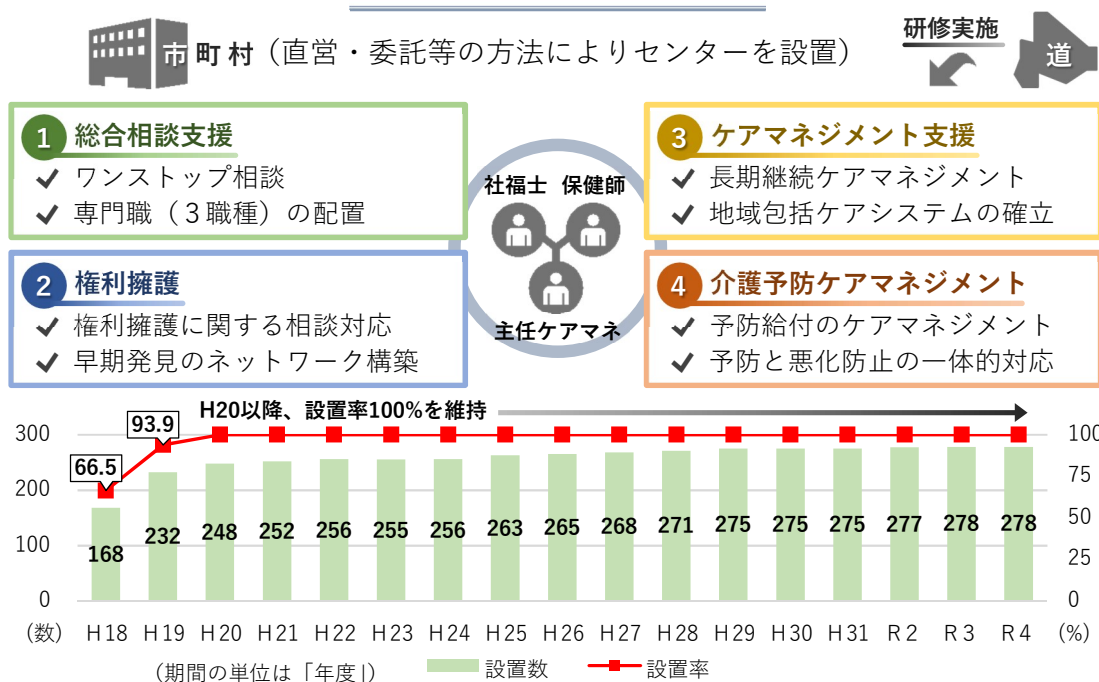 市町村（直営・委託等の方法によりセンターを設置）
研修実施
道
1 総合相談支援
✓ ワンストップ相談
✓ 専門職（３職種）の配置
2 権利擁護
✓ 権利擁護に関する相談対応
✓ 早期発見のネットワーク構築
社福士 保健師
主任ケアマネ
3 ケアマネジメント支援
✓ 長期継続ケアマネジメント
✓ 地域包括ケアシステムの確立
4 介護予防ケアマネジメント
✓ 予防給付のケアマネジメント
✓ 予防と悪化防止の一体的対応
H20以降、設置率100%を維持
66.5
93.9
300
200
100
0
(数)
168 232 248 252 256 255 256 263 265 268 271 275 275 275 277 278 278
100
75
50
25
0
(%)
H18 H19 H20 H21 H22 H23 H24 H25 H26 H27 H28 H29 H30 H31 R2 R3 R4
(期間の単位は「年度」)
設置数 設置率